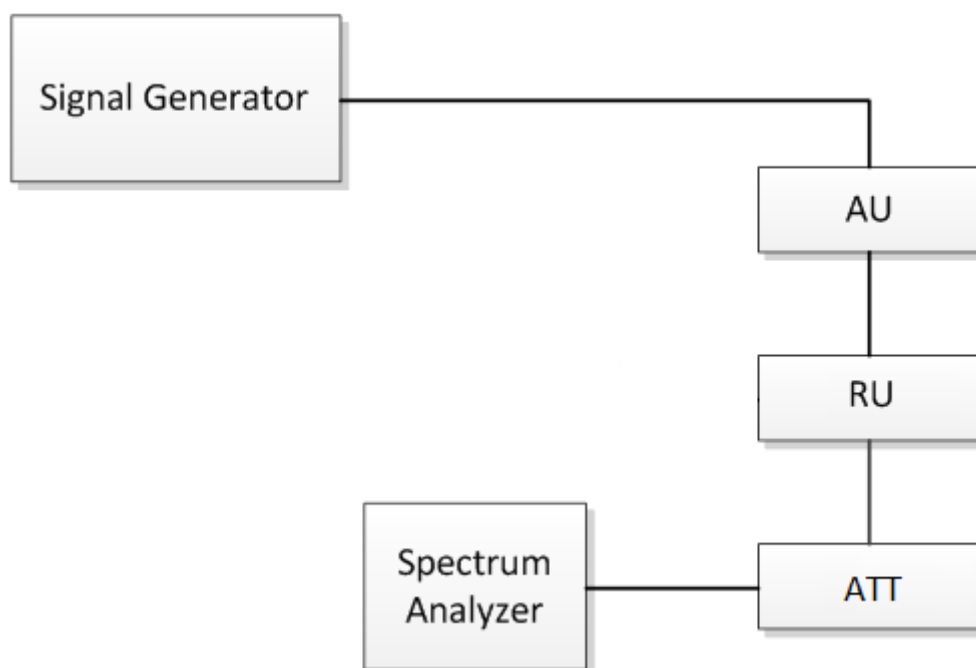 Signal Generator
AU
RU
ATT
Spectrum
Analyzer